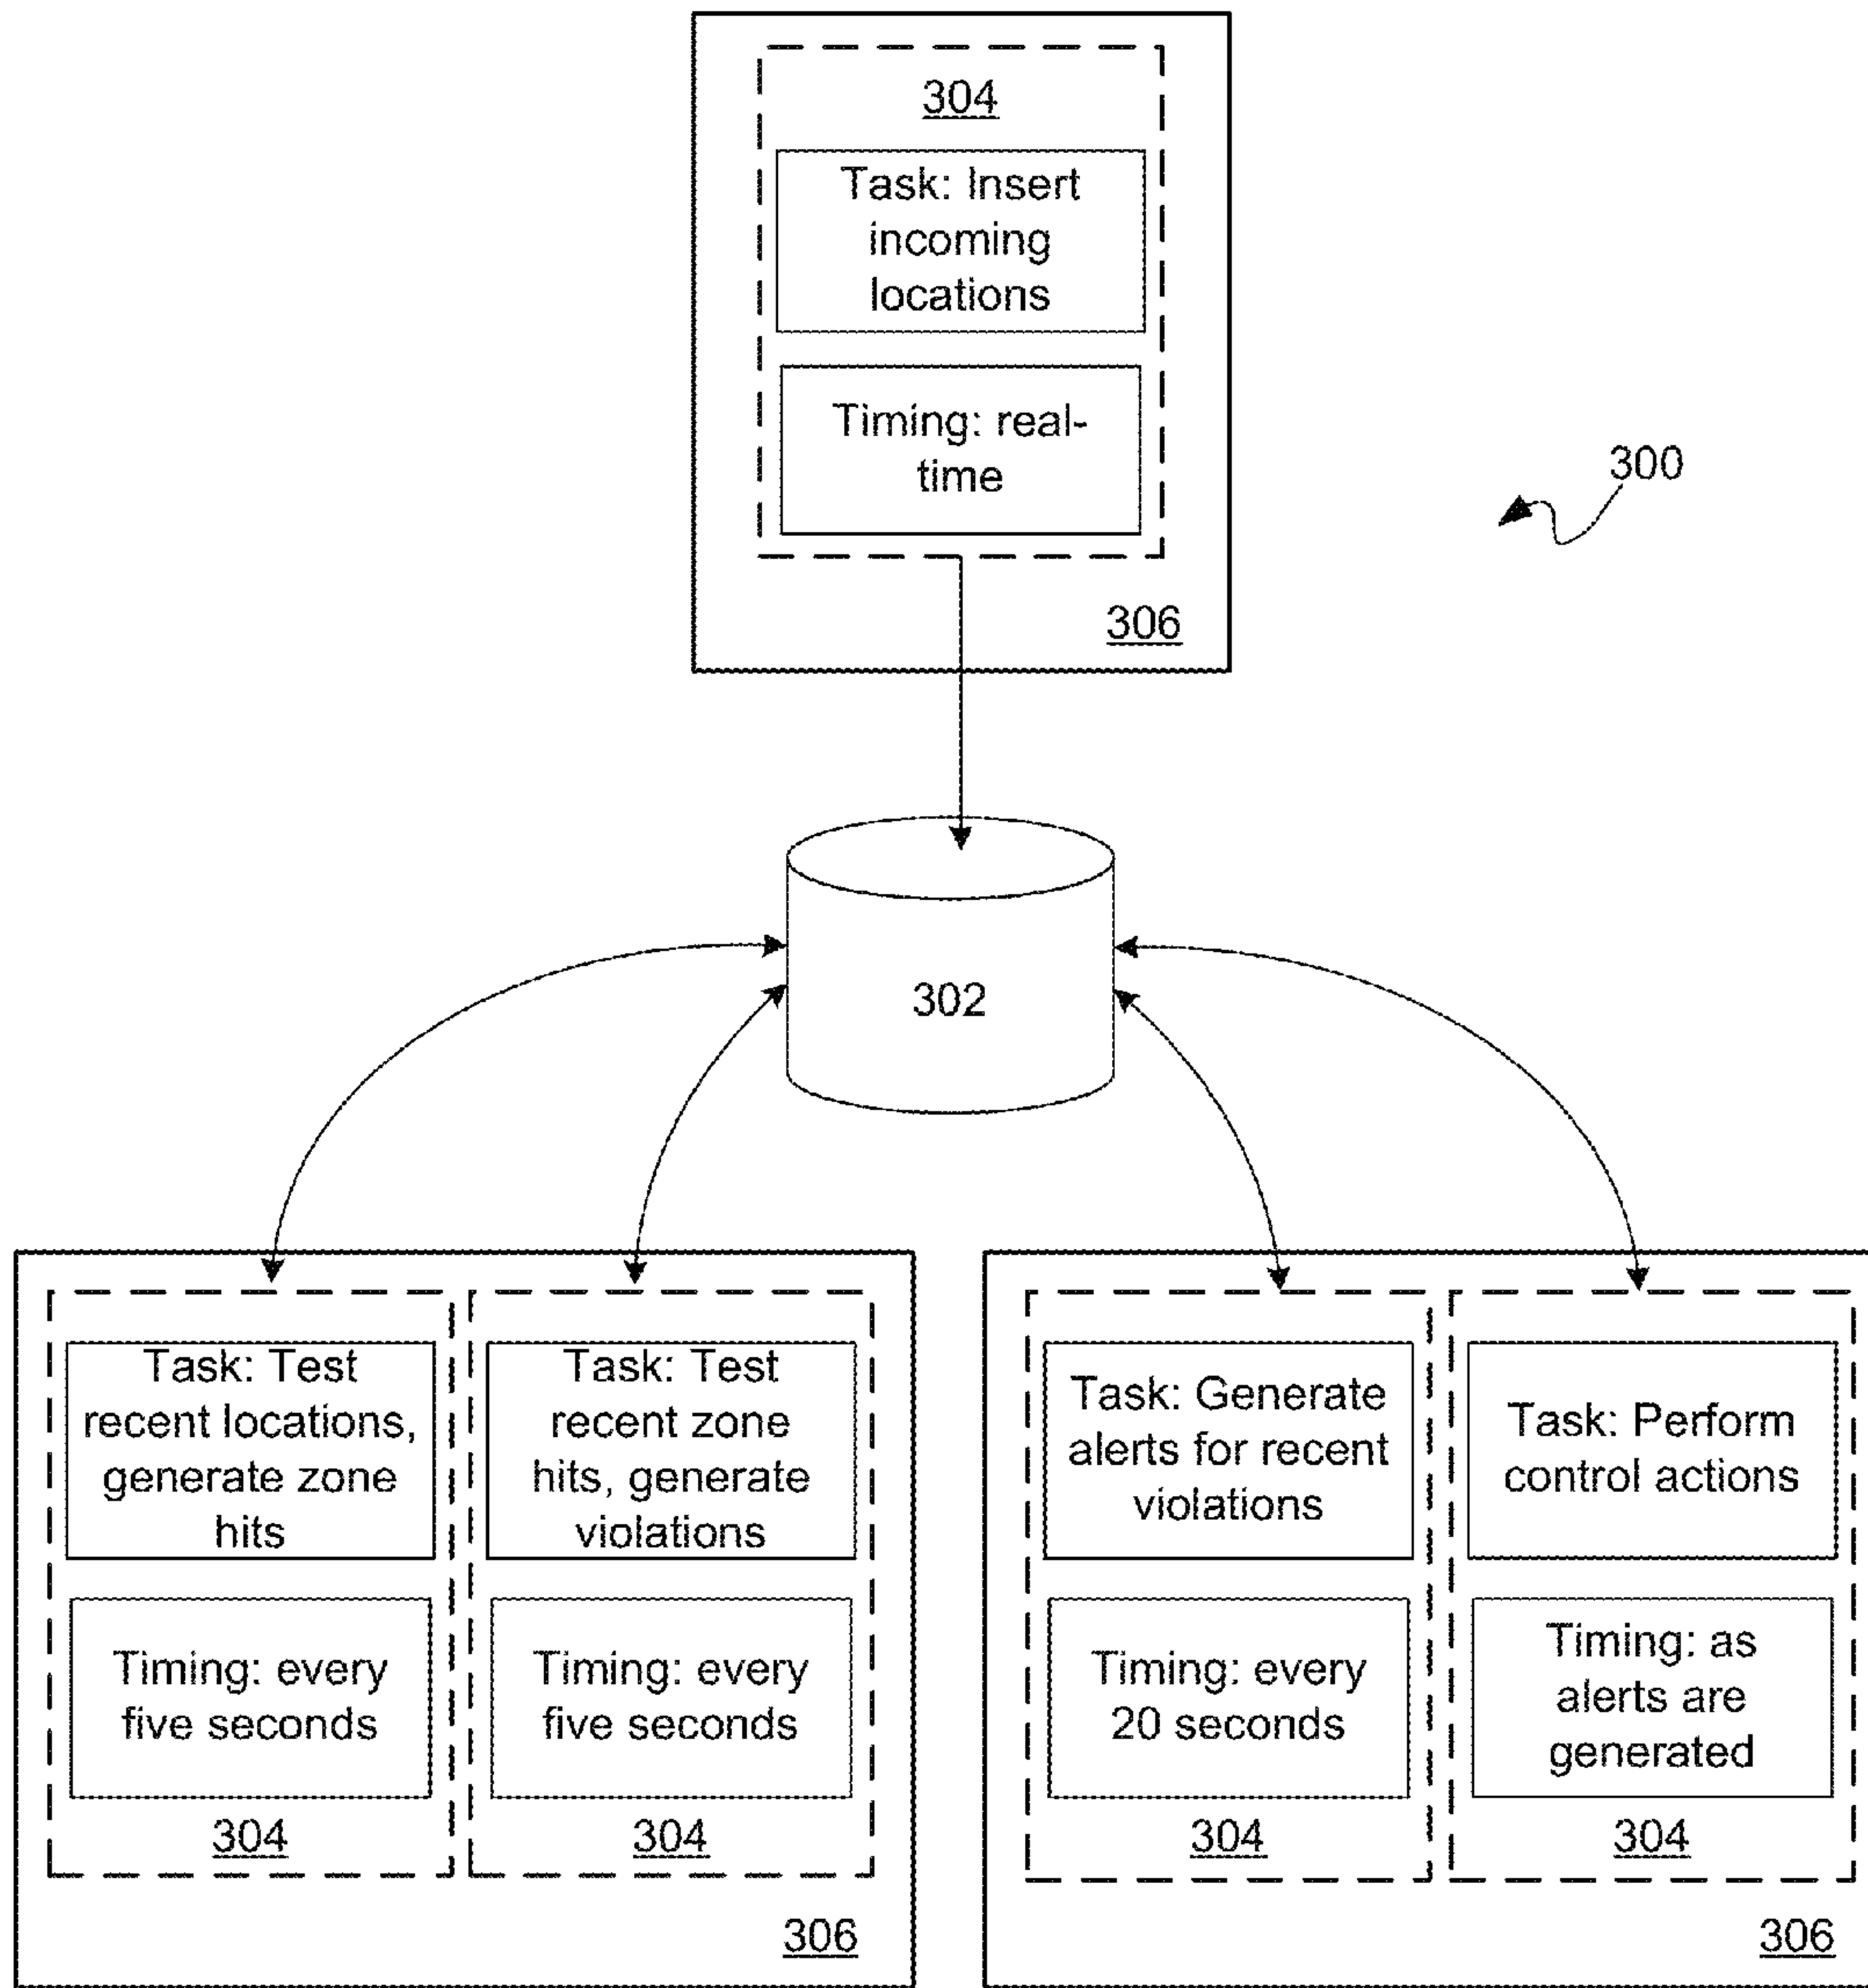 304
Task: Insert
incoming
locations
Timing: real-
time
306
300
302
Task: Test
recent locations,
generate zone
hits
Timing: every
five seconds
304
Task: Test
recent zone
hits, generate
violations
Timing: every
five seconds
304
306
Task: Generate
alerts for recent
violations
Timing: every
20 seconds
304
Task: Perform
control actions
Timing: as
alerts are
generated
304
306